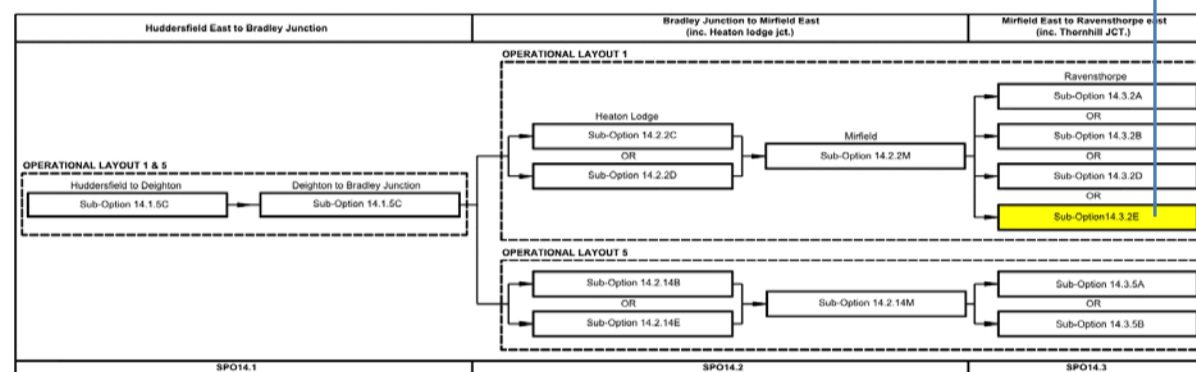 Huddersfield East to Bradley Junction
Bradley Junction to Mirfield East
(inc. Heaton lodge jct.)
Mirfield East to Ravensthorpe east
(inc. Thornhill JCT.)
OPERATIONAL LAYOUT 1 & 5
Huddersfield to Deighton
Sub-Option 14.1.5C
Deighton to Bradley Junction
Sub-Option 14.1.5C
OPERATIONAL LAYOUT 1
Heaton Lodge
Sub-Option 14.2.2C
OR
Sub-Option 14.2.2D
Mirfield
Sub-Option 14.2.2M
Ravensthorpe
Sub-Option 14.3.2A
OR
Sub-Option 14.3.2B
OR
Sub-Option 14.3.2D
OR
Sub-Option14.3.2E
OPERATIONAL LAYOUT 5
Sub-Option 14.2.14B
OR
Sub-Option 14.2.14E
Sub-Option 14.2.14M
Sub-Option 14.3.5A
OR
Sub-Option 14.3.5B
SPO14.1
SPO14.2
SPO14.3